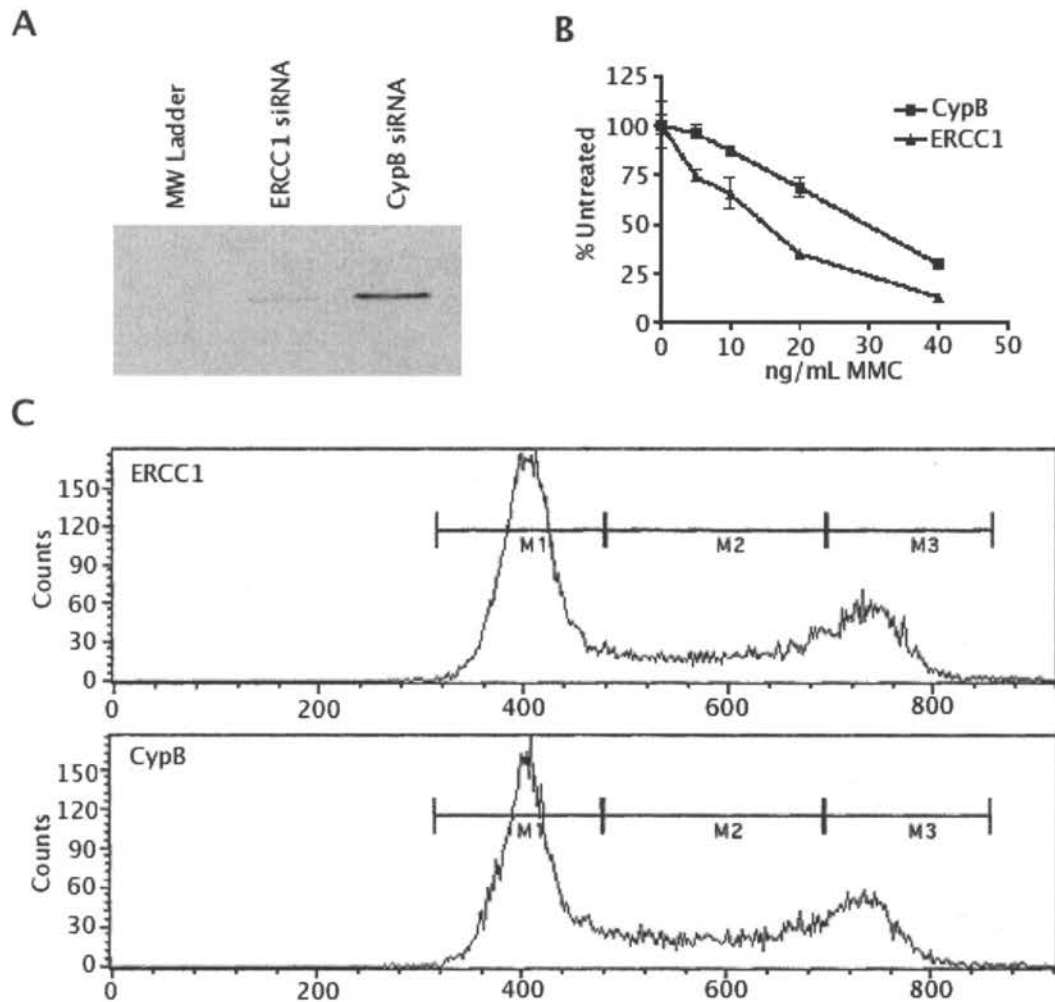 A
MW Ladder
ERCC1 siRNA
CypB siRNA
B
125
100
75
50
25
0
% Untreated
CypB
ERCC1
0
10
20
30
40
50
ng/mL MMC
C
ERCC1
150
120
90
60
30
0
Counts
M1
M2
M3
0
200
400
600
800
CypB
150
120
90
60
30
0
Counts
M1
M2
M3
0
200
400
600
800